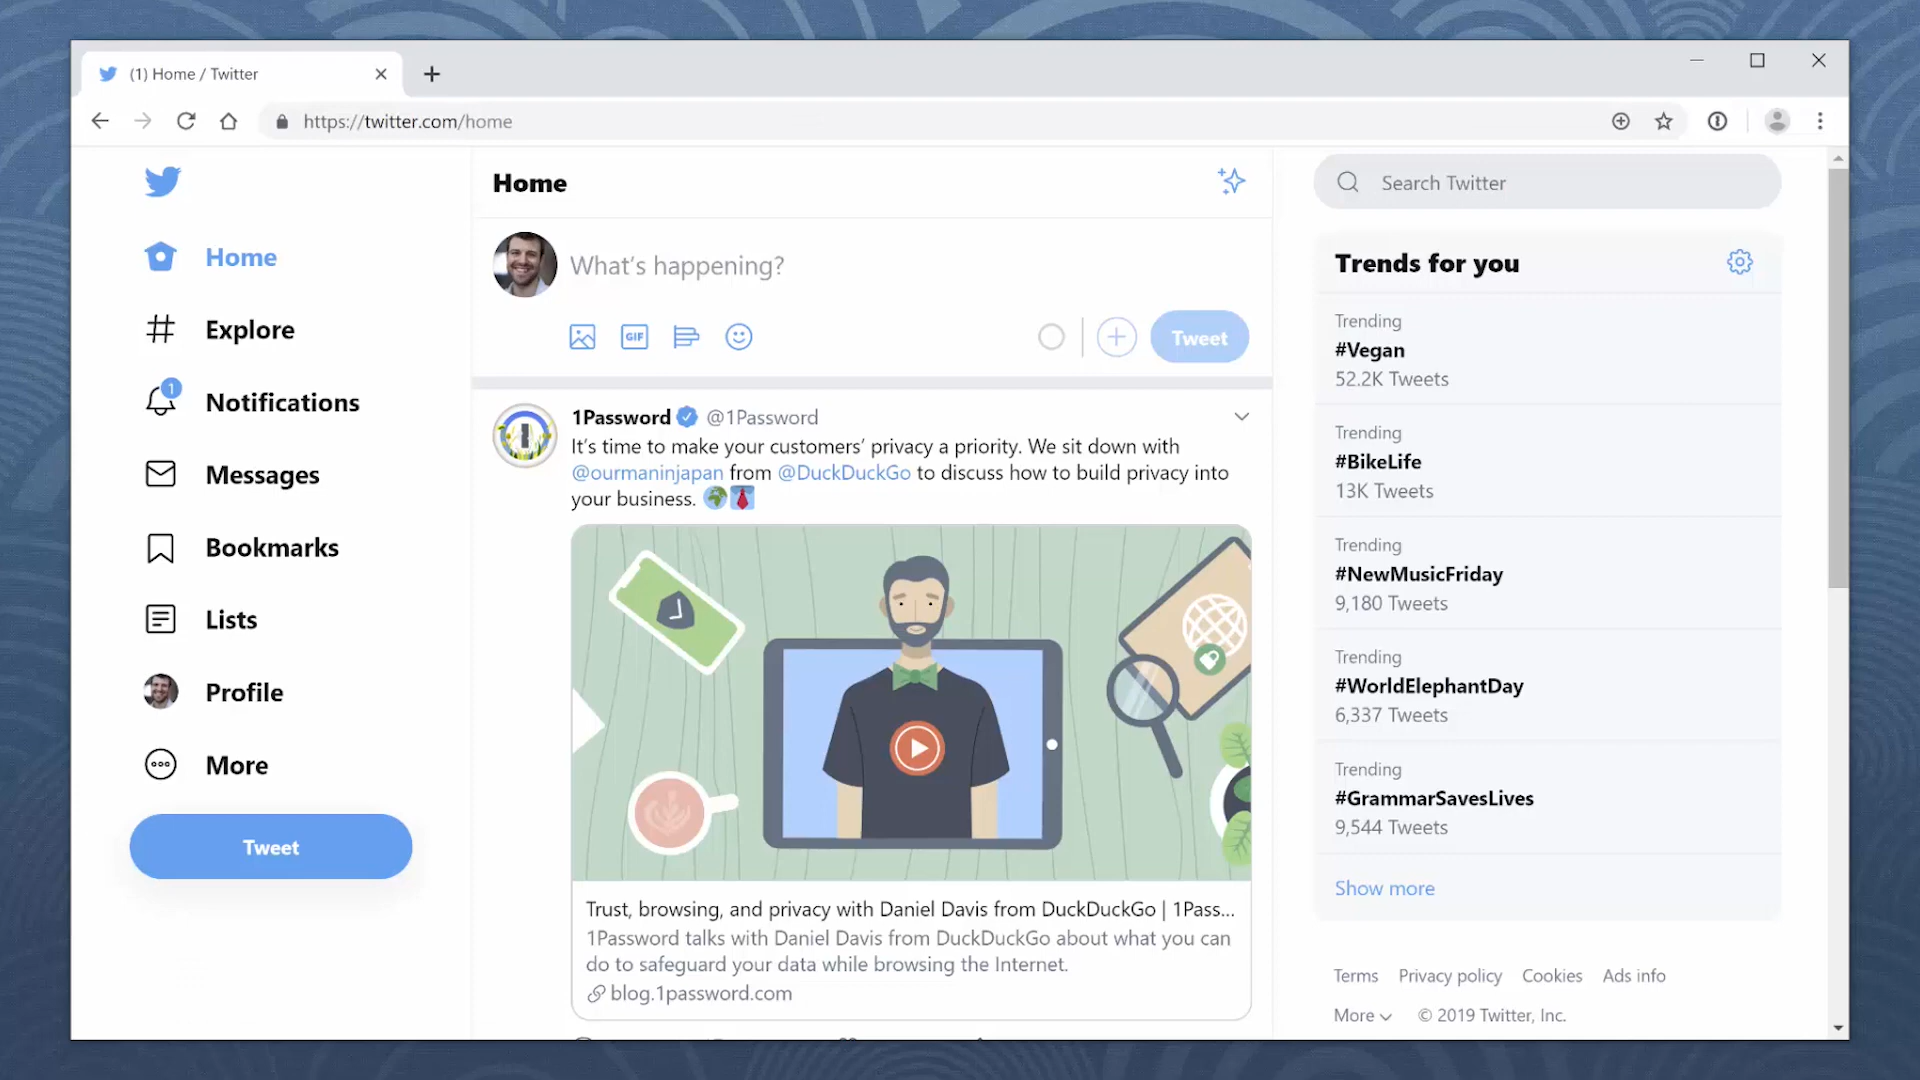 (1) Home / Twitter
https://twitter.com/home
Home
Explore
1
Notifications
Messages
Bookmarks
Lists
Profile
More
Tweet
Home
What's happening?
GIF
Tweet
1Password @1Password
It's time to make your customers' privacy a priority. We sit down with
@ourmaninjapan from @DuckDuckGo to discuss how to build privacy into
your business.
Trust, browsing, and privacy with Daniel Davis from DuckDuckGo | 1Pass...
1Password talks with Daniel Davis from DuckDuckGo about what you can
do to safeguard your data while browsing the Internet.
blog.1password.com
Search Twitter
Trends for you
Trending
#Vegan
52.2K Tweets
Trending
#BikeLife
13K Tweets
Trending
#NewMusicFriday
9,180 Tweets
Trending
#WorldElephantDay
6,337 Tweets
Trending
#GrammarSavesLives
9,544 Tweets
Show more
Terms Privacy policy Cookies Ads info
More © 2019 Twitter, Inc.